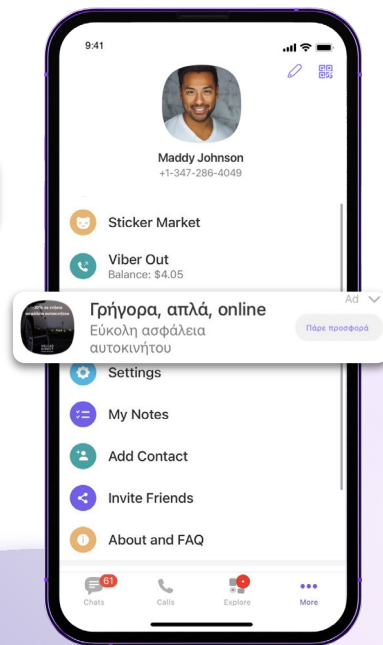 9:41
Maddy Johnson
+1-347-286-4049
Sticker Market
Viber Out
Balance: $4.05
Ad
Γρήγορα, απλά, online
Εύκολη ασφάλεια
αυτοκινήτου
Πάρε προσφορά
Settings
My Notes
Add Contact
Invite Friends
About and FAQ
61
Chats
Calls
Explore
More